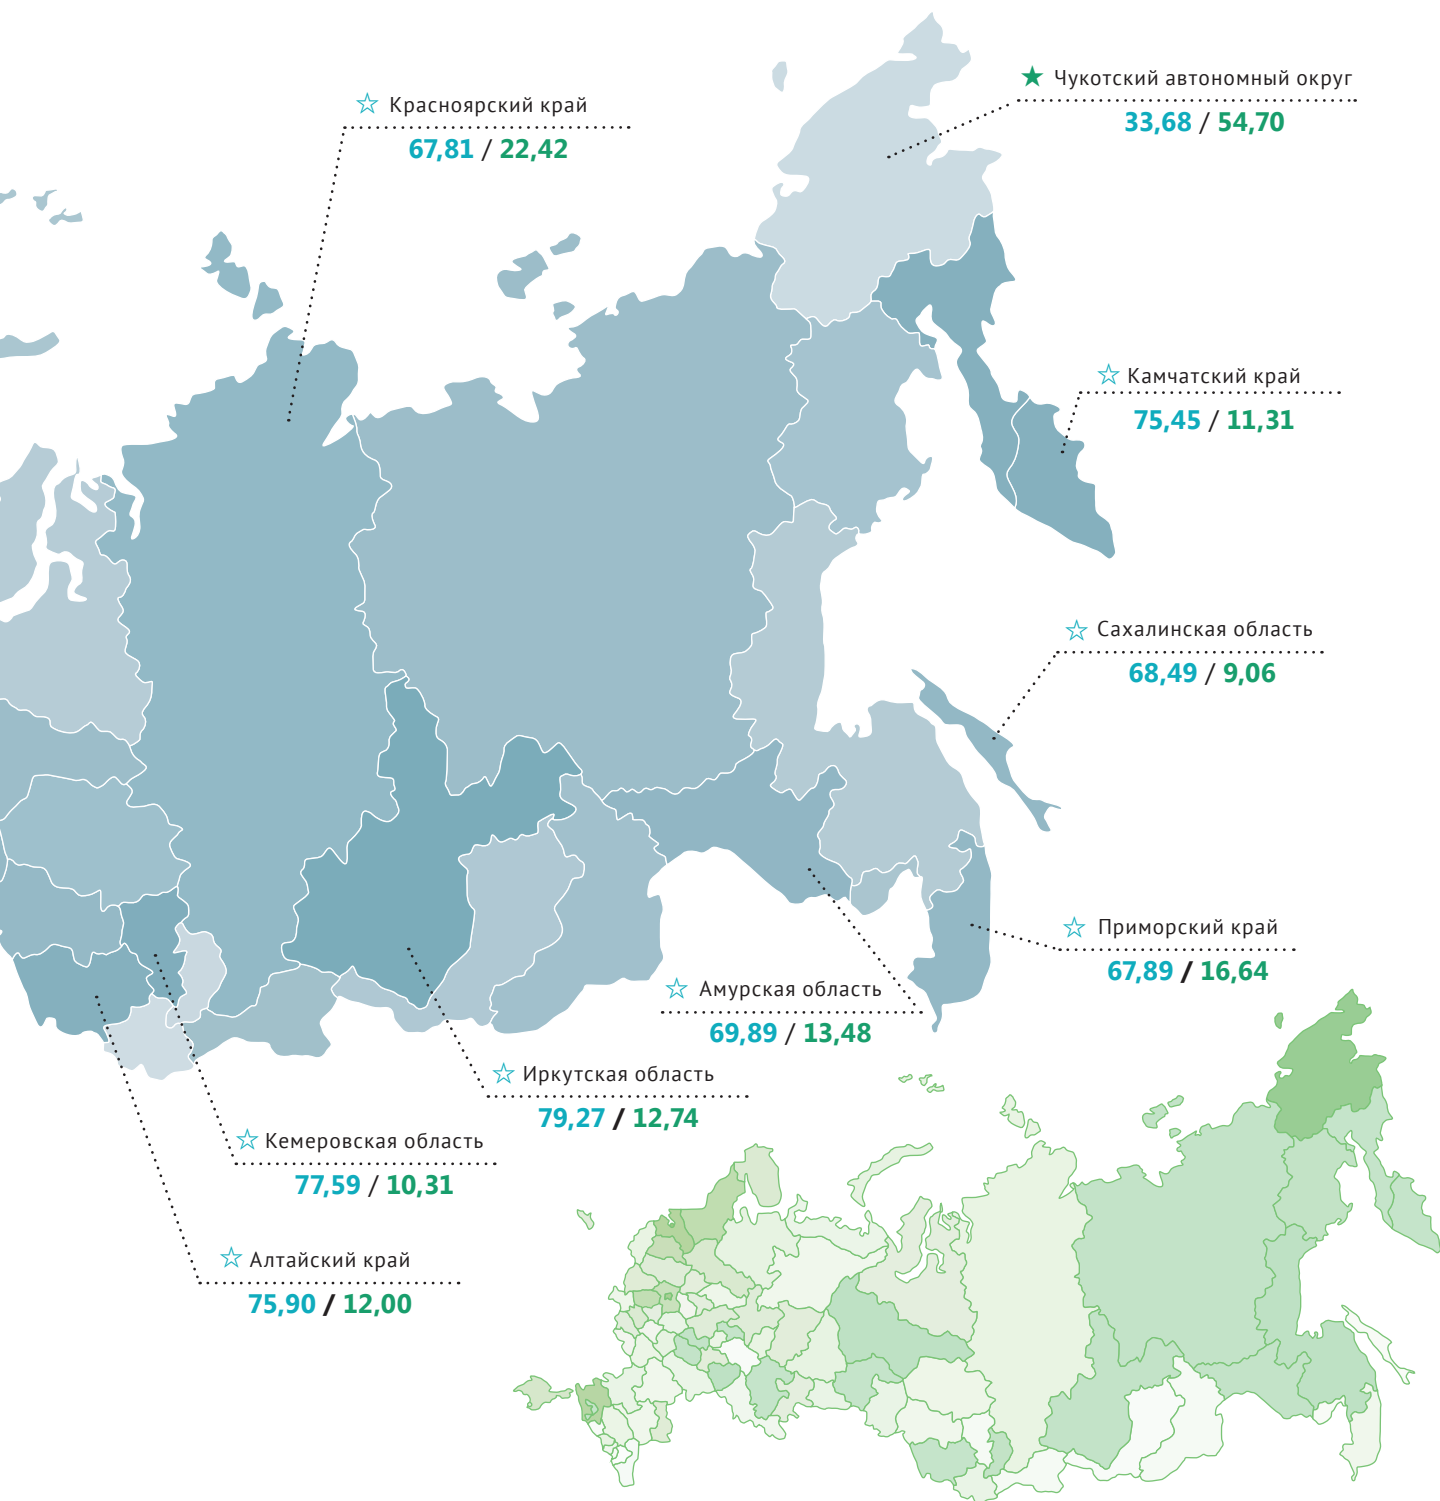 Чукотский автономный округ
33,68 / 54,70
Красноярский край
67,81 / 22,42
Камчатский край
75,45 / 11,31
Сахалинская область
68,49 / 9,06
Приморский край
67,89 / 16,64
Амурская область
69,89 / 13,48
Иркутская область
79,27 / 12,74
Кемеровская область
77,59 / 10,31
Алтайский край
75,90 / 12,00